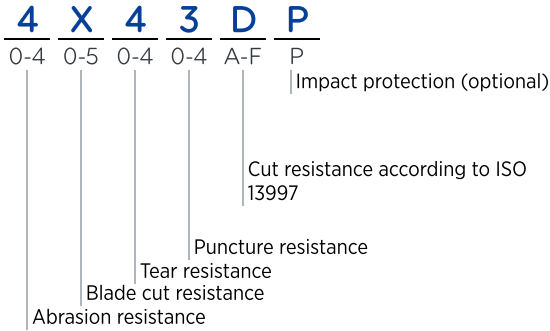 4 X 4 3 D P
0-4 0-5 0-4 0-4 A-F P
Impact protection (optional)
Cut resistance according to ISO
13997
Puncture resistance
Tear resistance
Blade cut resistance
Abrasion resistance